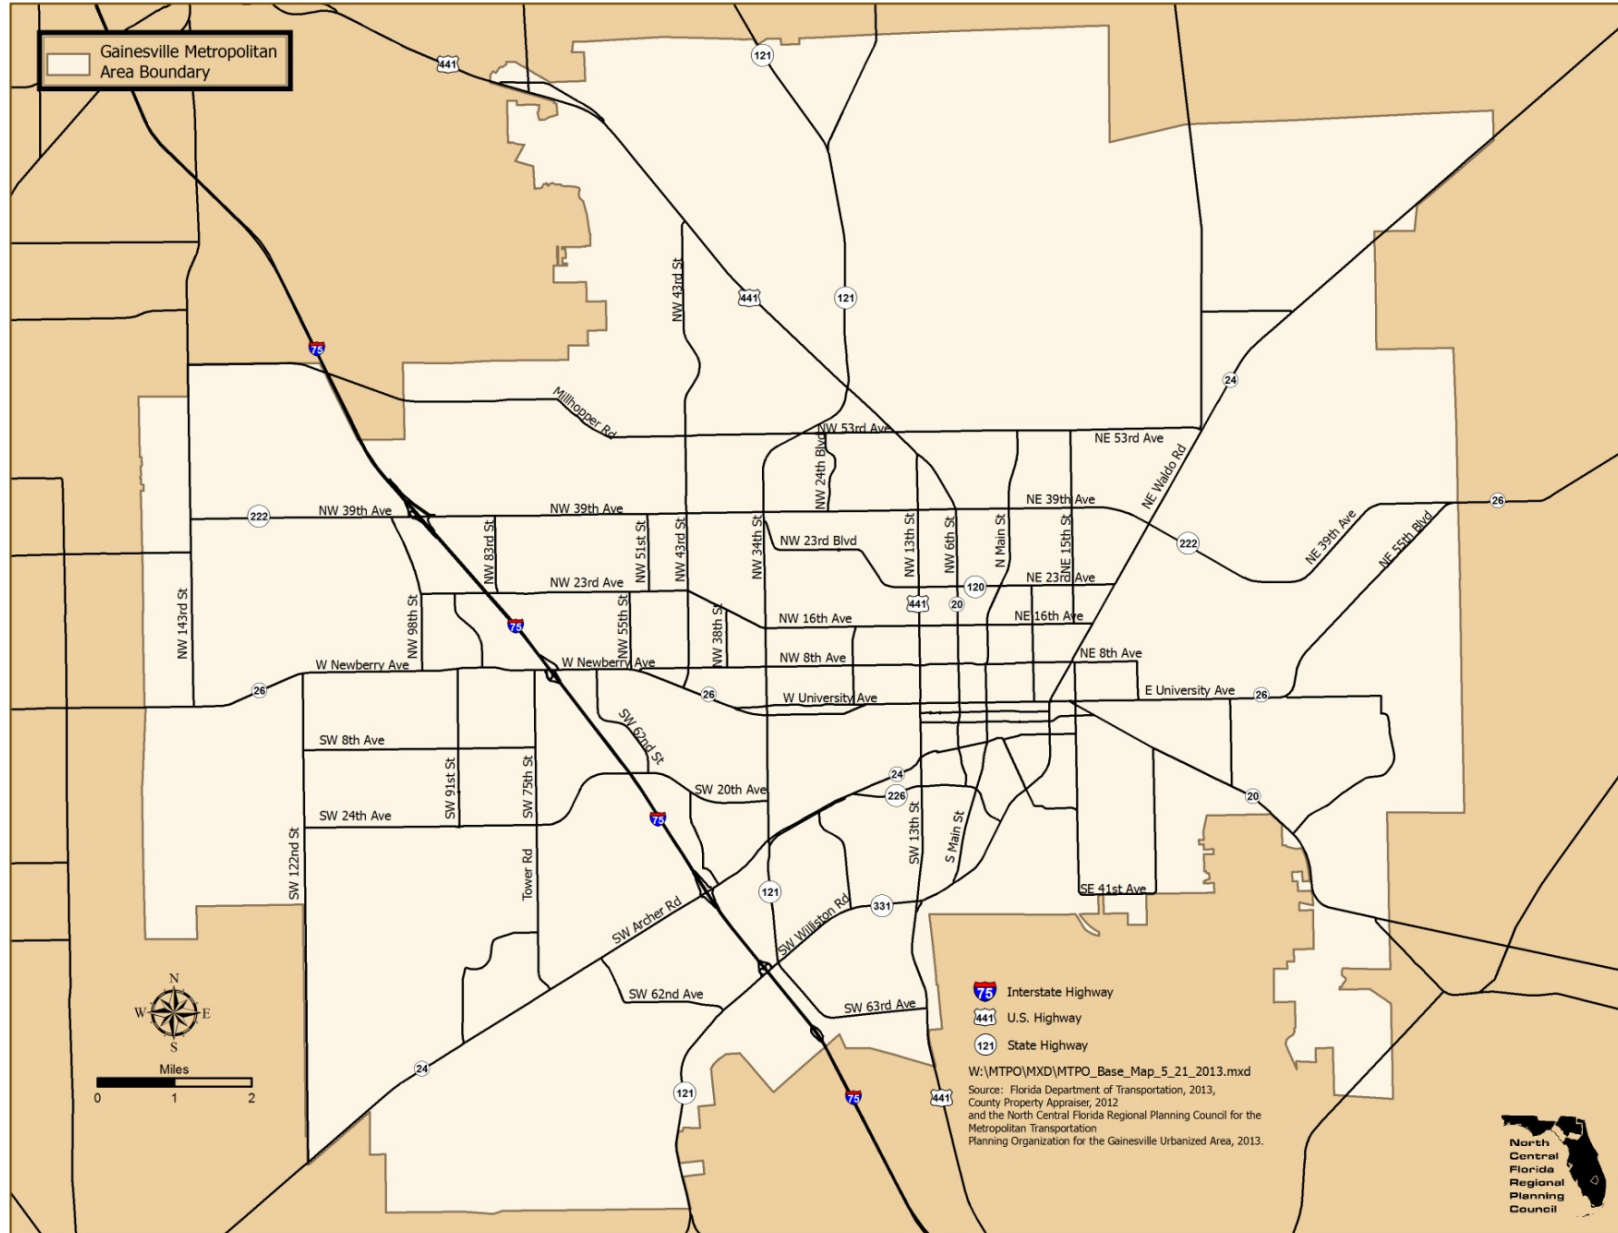 Gainesville Metropolitan
Area Boundary
441
121
NW 43rd St
441
121
75
24
Millhopper Rd
NW 53rd Ave
NE 53rd Ave
NW 24th Blvd
NE Waldo Rd
222
NW 39th Ave
NW 39th Ave
NE 39th Ave
26
NW 83rd St
NW 51st St
NW 43rd St
NW 34th St
NW 23rd Blvd
NW 13th St
NW 6th St
N Main St
NE 15th St
222
NE 39th Ave
NE 55th Blvd
NW 143rd St
NW 98th St
NW 23rd Ave
120
NE 23rd Ave
75
NW 55th St
NW 38th St
441
20
NW 16th Ave
NE 16th Ave
W Newberry Ave
W Newberry Ave
NW 8th Ave
NE 8th Ave
26
26
W University Ave
E University Ave
26
SW 62nd St
SW 8th Ave
SW 91st St
SW 75th St
24
226
SW 20th Ave
20
SW 24th Ave
75
SW 13th St
S Main St
SW 122nd St
Tower Rd
121
331
SE 41st Ave
SW Archer Rd
SW Williston Rd
SW 62nd Ave
SW 63rd Ave
24
121
75
441
N
W
E
S
Miles
0 1 2
75 Interstate Highway
441 U.S. Highway
121 State Highway
W:\MTPO\MXD\MTPO_Base_Map_5_21_2013.mxd
Source: Florida Department of Transportation, 2013,
County Property Appraiser, 2012
and the North Central Florida Regional Planning Council for the
Metropolitan Transportation
Planning Organization for the Gainesville Urbanized Area, 2013.
North
Central
Florida
Regional
Planning
Council